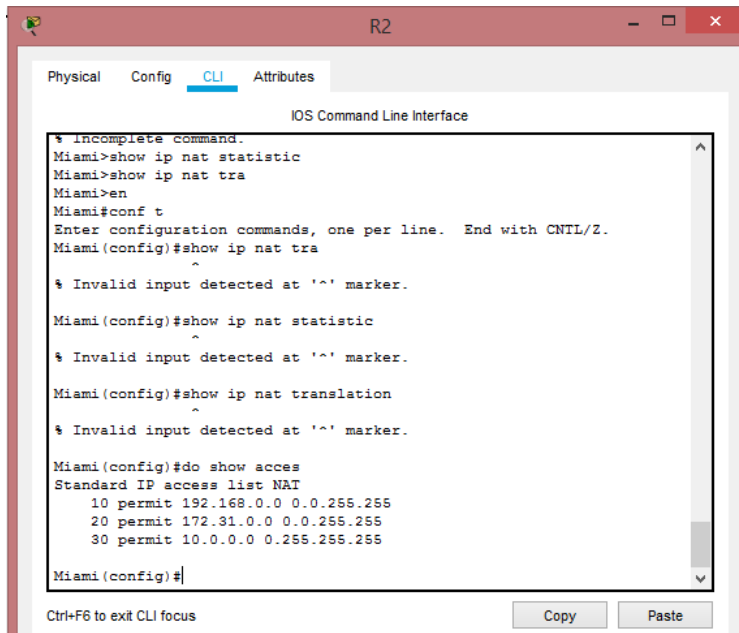 R2
Physical Config CLI Attributes
IOS Command Line Interface
% Incomplete command.
Miami>show ip nat statistic
Miami>show ip nat tra
Miami>en
Miami#conf t
Enter configuration commands, one per line.  End with CNTL/Z.
Miami(config)#show ip nat tra
^
% Invalid input detected at '^' marker.
Miami(config)#show ip nat statistic
^
% Invalid input detected at '^' marker.
Miami(config)#show ip nat translation
^
% Invalid input detected at '^' marker.
Miami(config)#do show acces
Standard IP access list NAT
10 permit 192.168.0.0 0.0.255.255
20 permit 172.31.0.0 0.0.255.255
30 permit 10.0.0.0 0.255.255.255
Miami(config)#
Ctrl+F6 to exit CLI focus Copy Paste